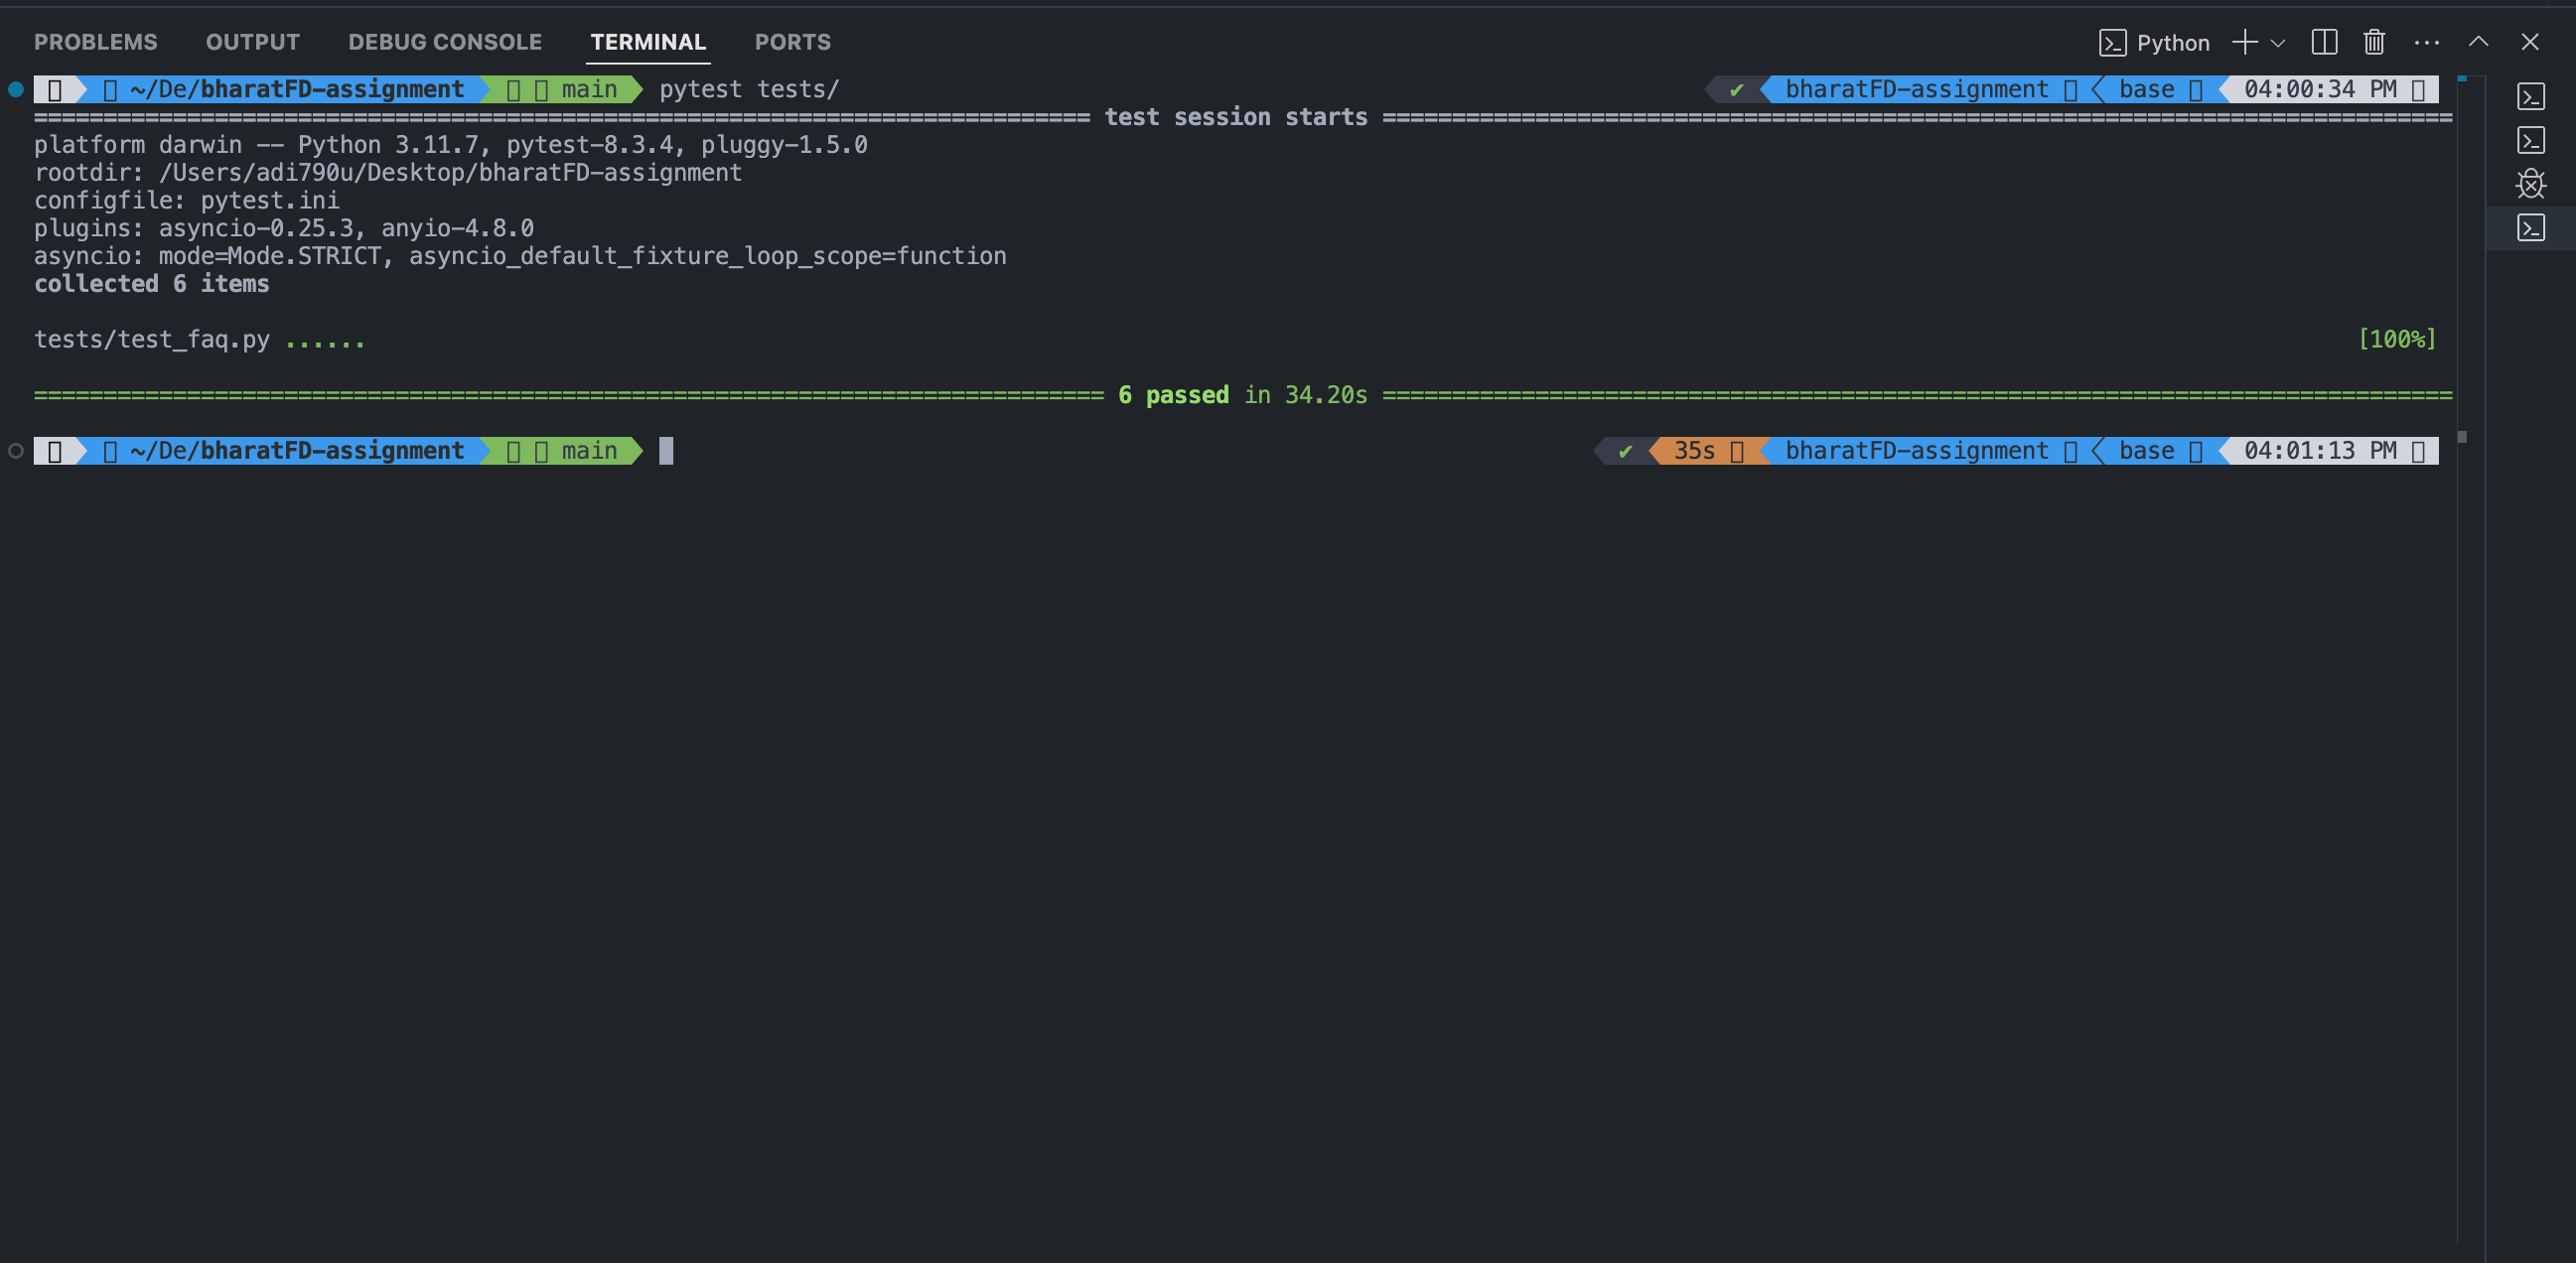 PROBLEMS OUTPUT DEBUG CONSOLE TERMINAL PORTS Python
~/De/bharatFD-assignment main pytest tests/ ✔ bharatFD-assignment base 04:00:34 PM
============================================================================ test session starts =============================================================================
platform darwin -- Python 3.11.7, pytest-8.3.4, pluggy-1.5.0
rootdir: /Users/adi790u/Desktop/bharatFD-assignment
configfile: pytest.ini
plugins: asyncio-0.25.3, anyio-4.8.0
asyncio: mode=Mode.STRICT, asyncio_default_fixture_loop_scope=function
collected 6 items
tests/test_faq.py ...... [100%]
============================================================================= 6 passed in 34.20s =============================================================================
~/De/bharatFD-assignment main ✔ 35s bharatFD-assignment base 04:01:13 PM